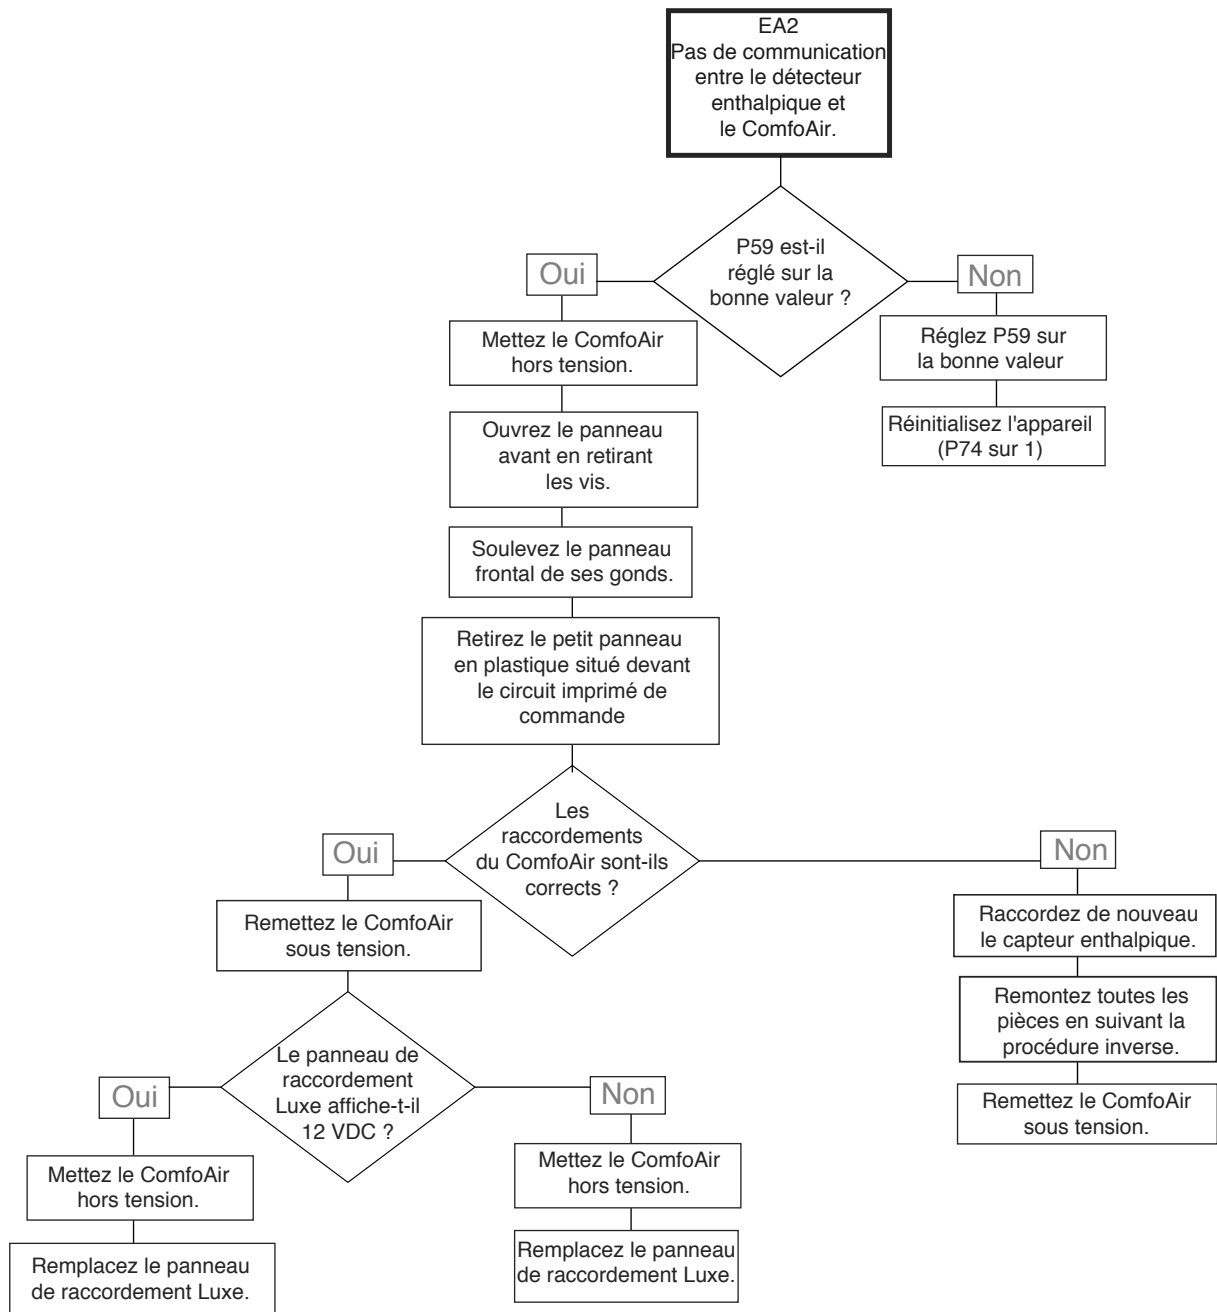 EA2
Pas de communication
entre le détecteur
enthalpique et
le ComfoAir.
P59 est-il
réglé sur la
bonne valeur ?
Oui
Non
Mettez le ComfoAir
hors tension.
Réglez P59 sur
la bonne valeur
Réinitialisez l'appareil
(P74 sur 1)
Ouvrez le panneau
avant en retirant
les vis.
Soulevez le panneau
frontal de ses gonds.
Retirez le petit panneau
en plastique situé devant
le circuit imprimé de
commande
Les
raccordements
du ComfoAir sont-ils
corrects ?
Oui
Non
Remettez le ComfoAir
sous tension.
Raccordez de nouveau
le capteur enthalpique.
Remontez toutes les
pièces en suivant la
procédure inverse.
Remettez le ComfoAir
sous tension.
Le panneau de
raccordement
Luxe affiche-t-il
12 VDC ?
Oui
Non
Mettez le ComfoAir
hors tension.
Remplacez le panneau
de raccordement Luxe.
Mettez le ComfoAir
hors tension.
Remplacez le panneau
de raccordement Luxe.